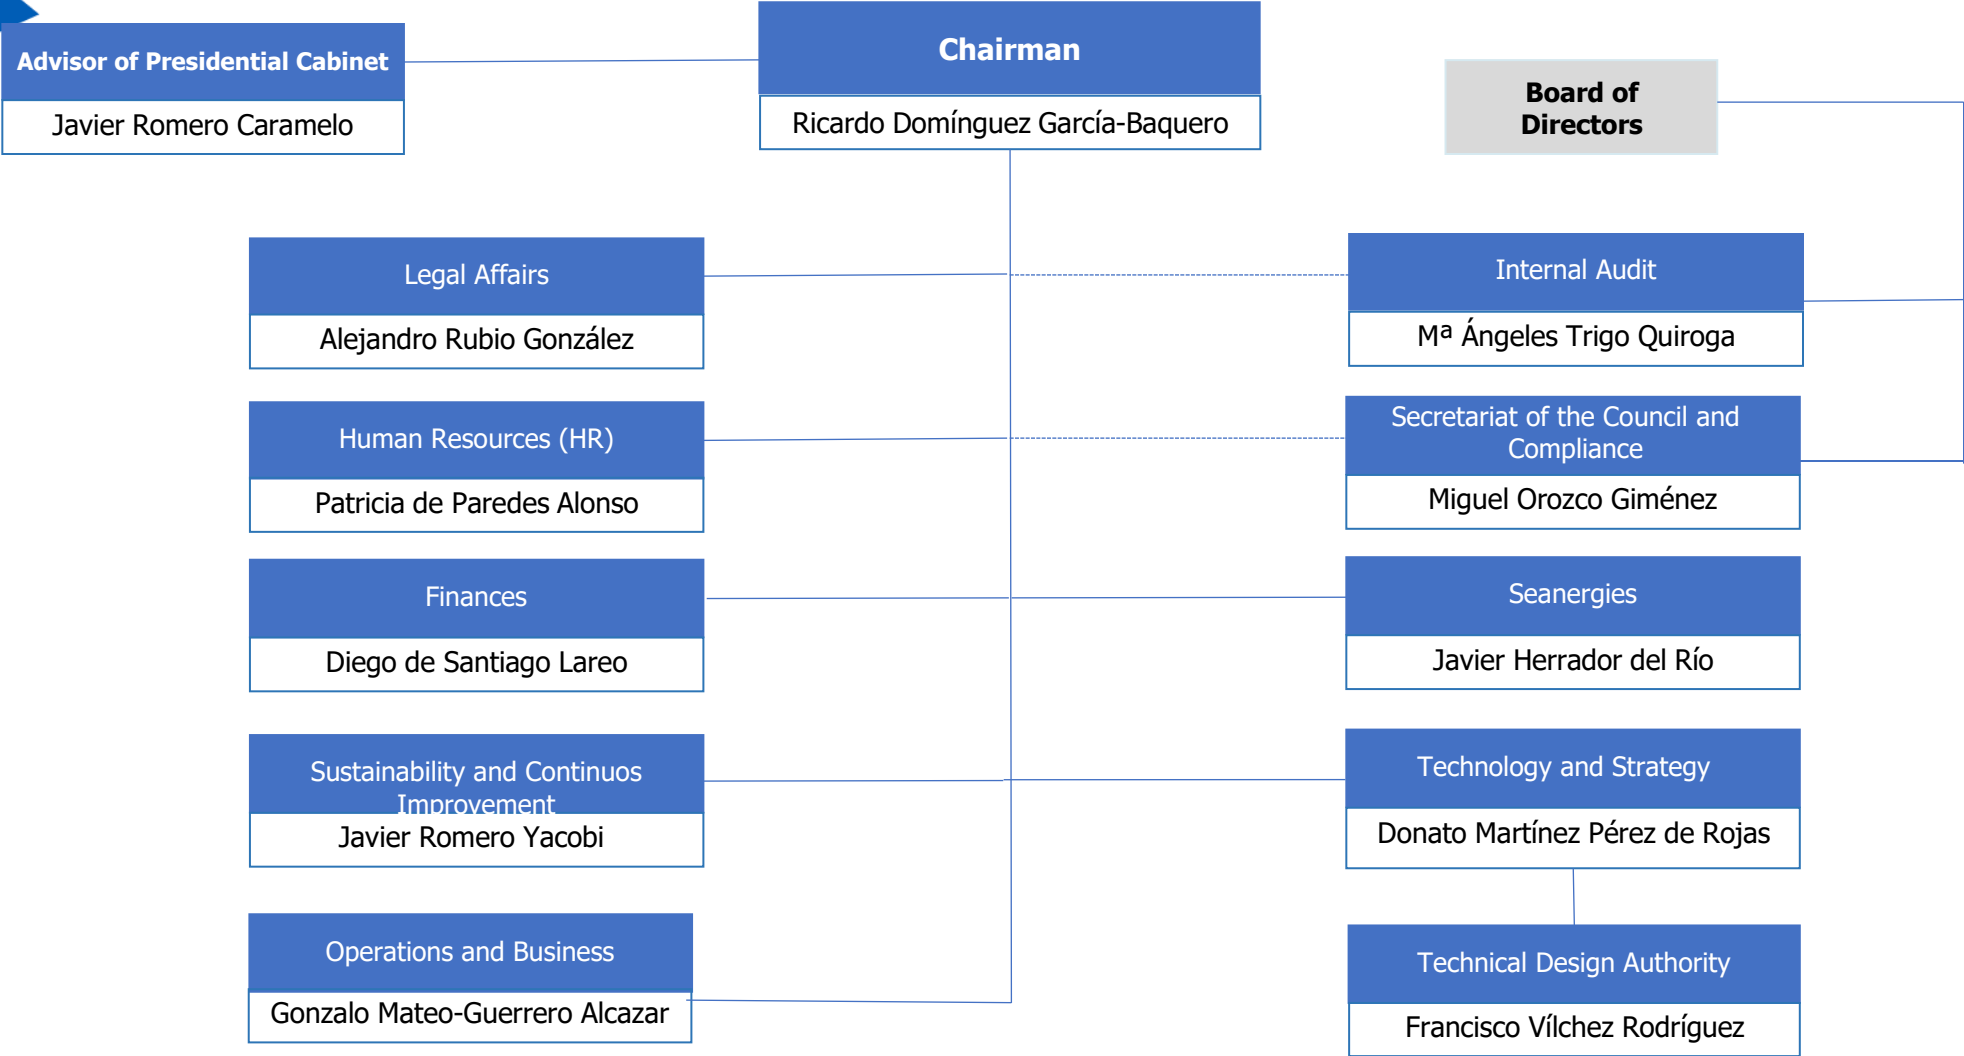 Advisor of Presidential Cabinet
Javier Romero Caramelo
Chairman
Ricardo Domínguez García-Baquero
Board of
Directors
Legal Affairs
Alejandro Rubio González
Internal Audit
Mª Ángeles Trigo Quiroga
Human Resources (HR)
Patricia de Paredes Alonso
Secretariat of the Council and
Compliance
Miguel Orozco Giménez
Finances
Diego de Santiago Lareo
Seanergies
Javier Herrador del Río
Sustainability and Continuos
Improvement
Javier Romero Yacobi
Technology and Strategy
Donato Martínez Pérez de Rojas
Operations and Business
Gonzalo Mateo-Guerrero Alcazar
Technical Design Authority
Francisco Vílchez Rodríguez